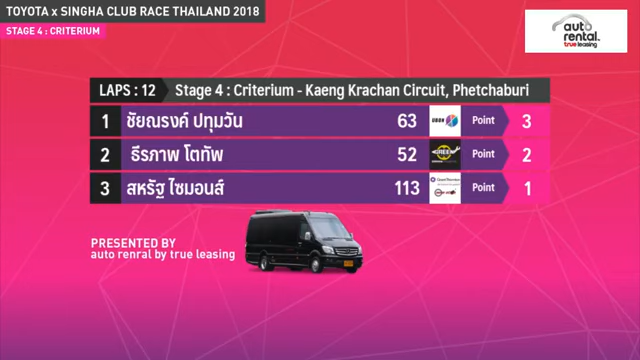 TOYOTA x SINGHA CLUB RACE THAILAND 2018
STAGE 4 : CRITERIUM
auto
rental.
true leasing
LAPS : 12 Stage 4 : Criterium - Kaeng Krachan Circuit, Phetchaburi
1 ชัยณรงค์ ปทุมวัน 63 Point 3
2 ธีรภาพ โตทัพ 52 Point 2
3 สหรัฐ ไซมอนส์ 113 Point 1
PRESENTED BY
auto renral by true leasing